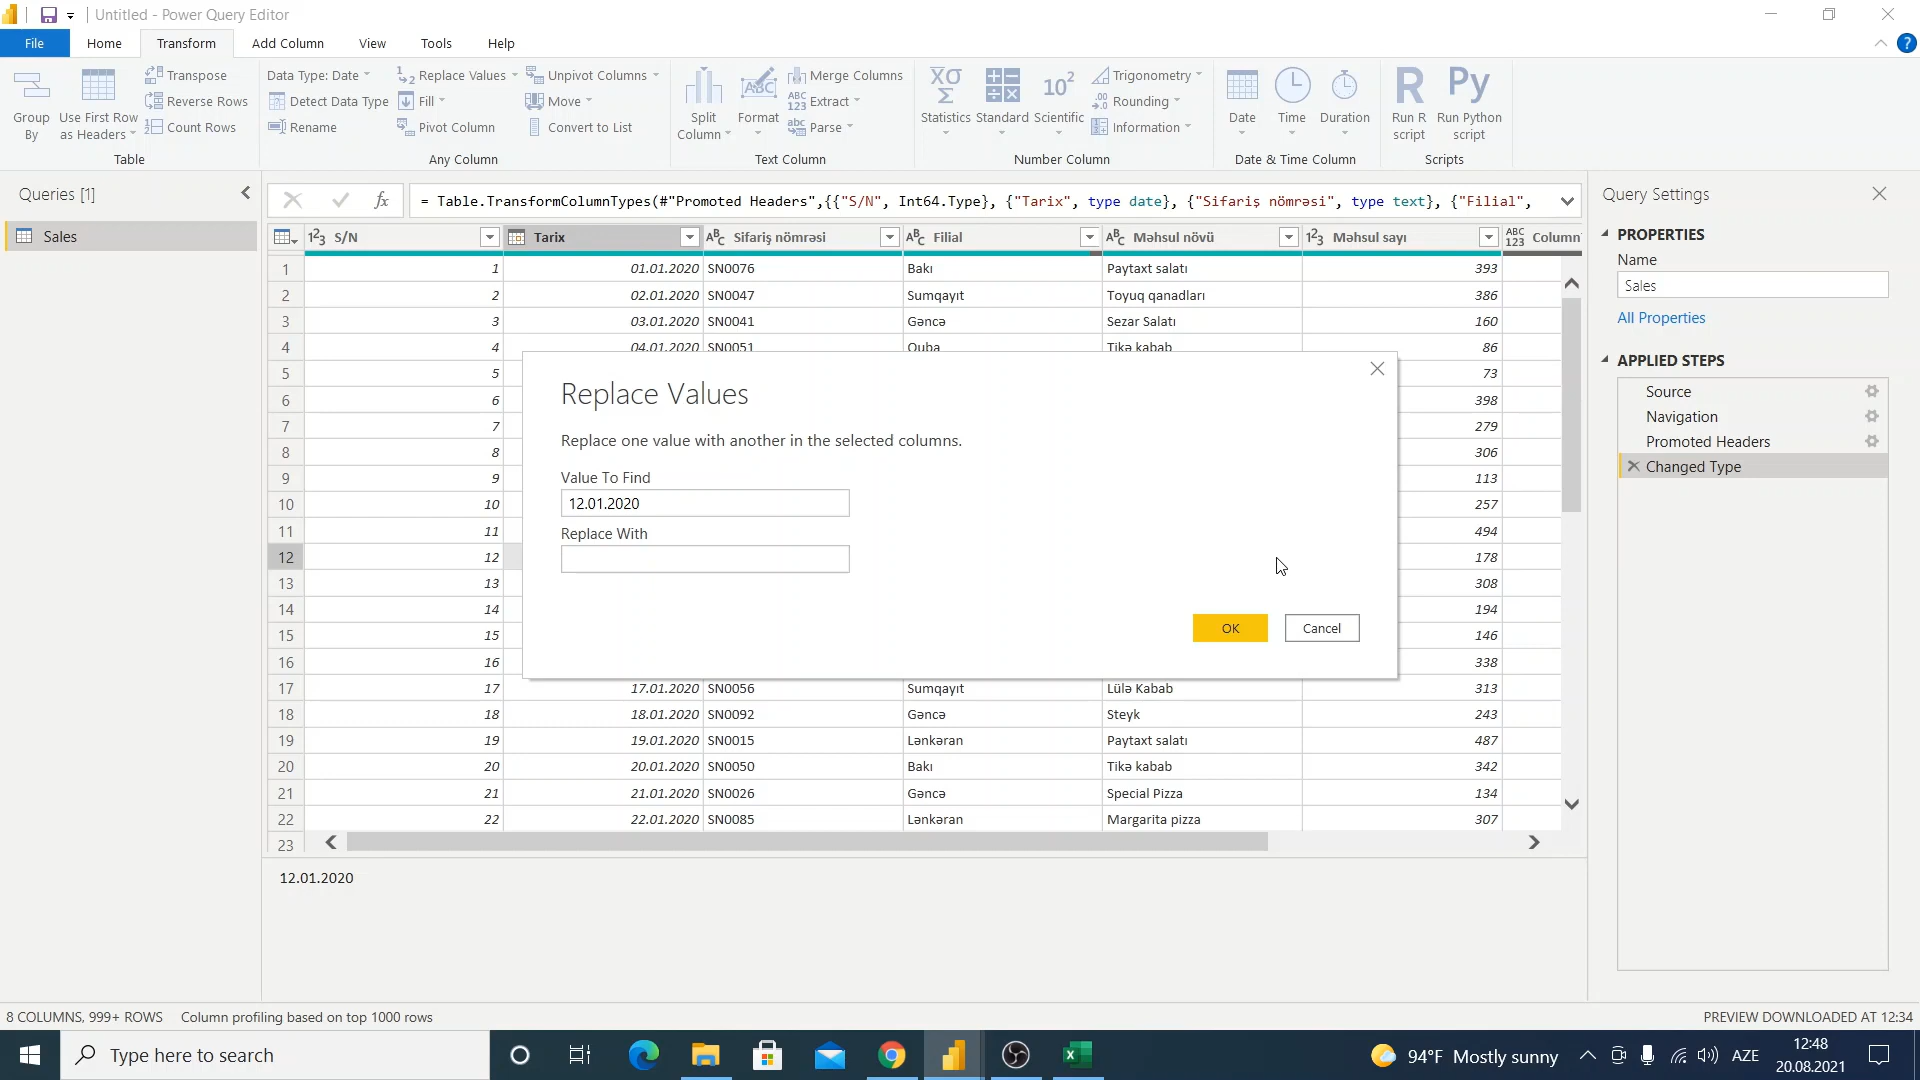 Untitled - Power Query Editor
File Home Transform Add Column View Tools Help
Group By
Use First Row as Headers
Transpose
Reverse Rows
Count Rows
Table
Data Type: Date
Detect Data Type
Rename
Replace Values
Fill
Pivot Column
Unpivot Columns
Move
Convert to List
Any Column
Split Column
Format
Merge Columns
Extract
Parse
Text Column
Statistics
Standard
Scientific
Trigonometry
Rounding
Information
Number Column
Date
Time
Duration
Date & Time Column
Run R script
Run Python script
Scripts
Queries [1]
Sales
= Table.TransformColumnTypes(#"Promoted Headers",{{"S/N", Int64.Type}, {"Tarix", type date}, {"Sifariş nömrəsi", type text}, {"Filial",
S/N Tarix Sifariş nömrəsi Filial Məhsul növü Məhsul sayı Column
1 1 01.01.2020 SN0076 Bakı Paytaxt salatı 393
2 2 02.01.2020 SN0047 Sumqayıt Toyuq qanadları 386
3 3 03.01.2020 SN0041 Gəncə Sezar Salatı 160
4 4 04.01.2020 SN0051 Quba Tikə kabab 86
5 5 73
6 6 398
7 7 279
8 8 306
9 9 113
10 10 257
11 11 494
12 12 178
13 13 308
14 14 194
15 15 146
16 16 338
17 17 17.01.2020 SN0056 Sumqayıt Lülə Kabab 313
18 18 18.01.2020 SN0092 Gəncə Steyk 243
19 19 19.01.2020 SN0015 Lənkəran Paytaxt salatı 487
20 20 20.01.2020 SN0050 Bakı Tikə kabab 342
21 21 21.01.2020 SN0026 Gəncə Special Pizza 134
22 22 22.01.2020 SN0085 Lənkəran Margarita pizza 307
23
Replace Values
Replace one value with another in the selected columns.
Value To Find
12.01.2020
Replace With
OK Cancel
12.01.2020
Query Settings
PROPERTIES
Name
Sales
All Properties
APPLIED STEPS
Source
Navigation
Promoted Headers
Changed Type
8 COLUMNS, 999+ ROWS Column profiling based on top 1000 rows
PREVIEW DOWNLOADED AT 12:34
Type here to search
94°F Mostly sunny
AZE
12:48
20.08.2021